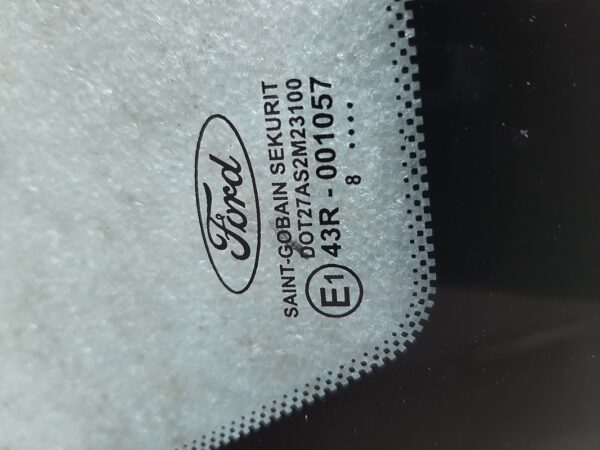 Ford
SAINT-GOBAIN SEKURIT
DOT27AS2M23100
E1 43R - 001057
8 ....